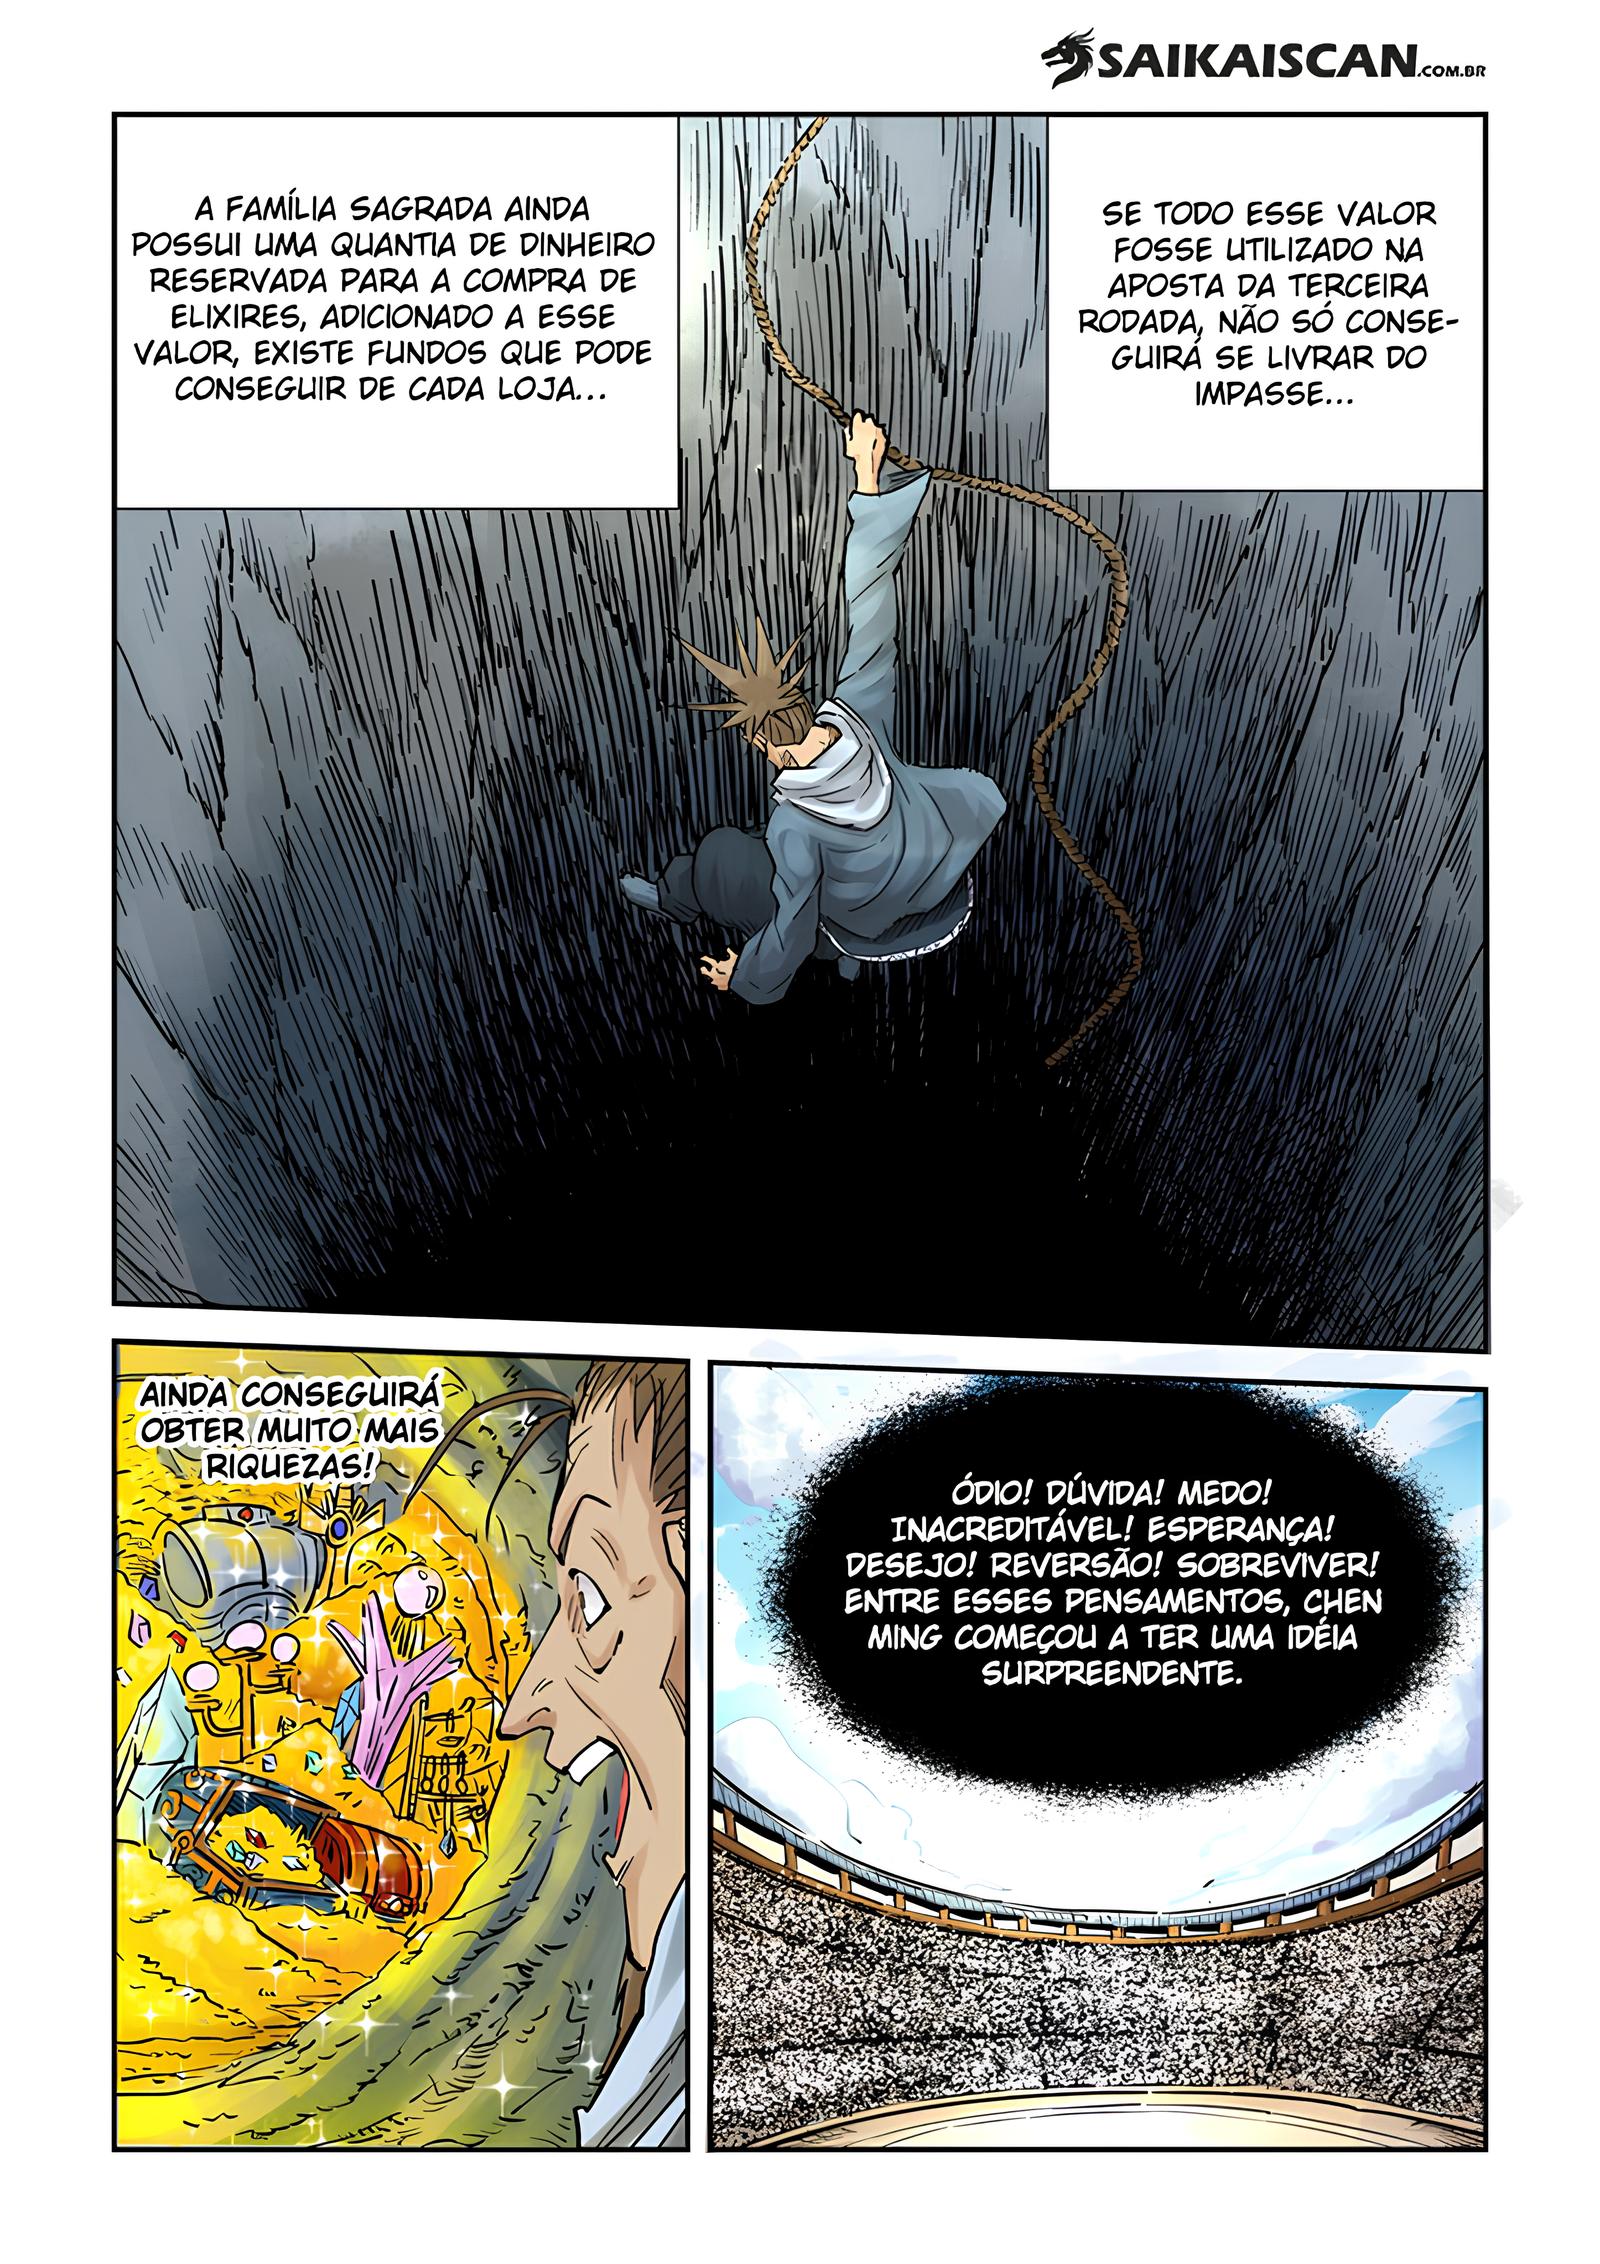 SAIKAISCAN.COM.BR
A FAMÍLIA SAGRADA AINDA
POSSUI UMA QUANTIA DE DINHEIRO
RESERVADA PARA A COMPRA DE
ELIXIRES, ADICIONADO A ESSE
VALOR, EXISTE FUNDOS QUE PODE
CONSEGUIR DE CADA LOJA...
SE TODO ESSE VALOR
FOSSE UTILIZADO NA
APOSTA DA TERCEIRA
RODADA, NÃO SÓ CONSE-
GUIRÁ SE LIVRAR DO
IMPASSE...
AINDA CONSEGUIRÁ
OBTER MUITO MAIS
RIQUEZAS!
ÓDIO! DÚVIDA! MEDO!
INACREDITÁVEL! ESPERANÇA!
DESEJO! REVERSÃO! SOBREVIVER!
ENTRE ESSES PENSAMENTOS, CHEN
MING COMEÇOU A TER UMA IDÉIA
SURPREENDENTE.